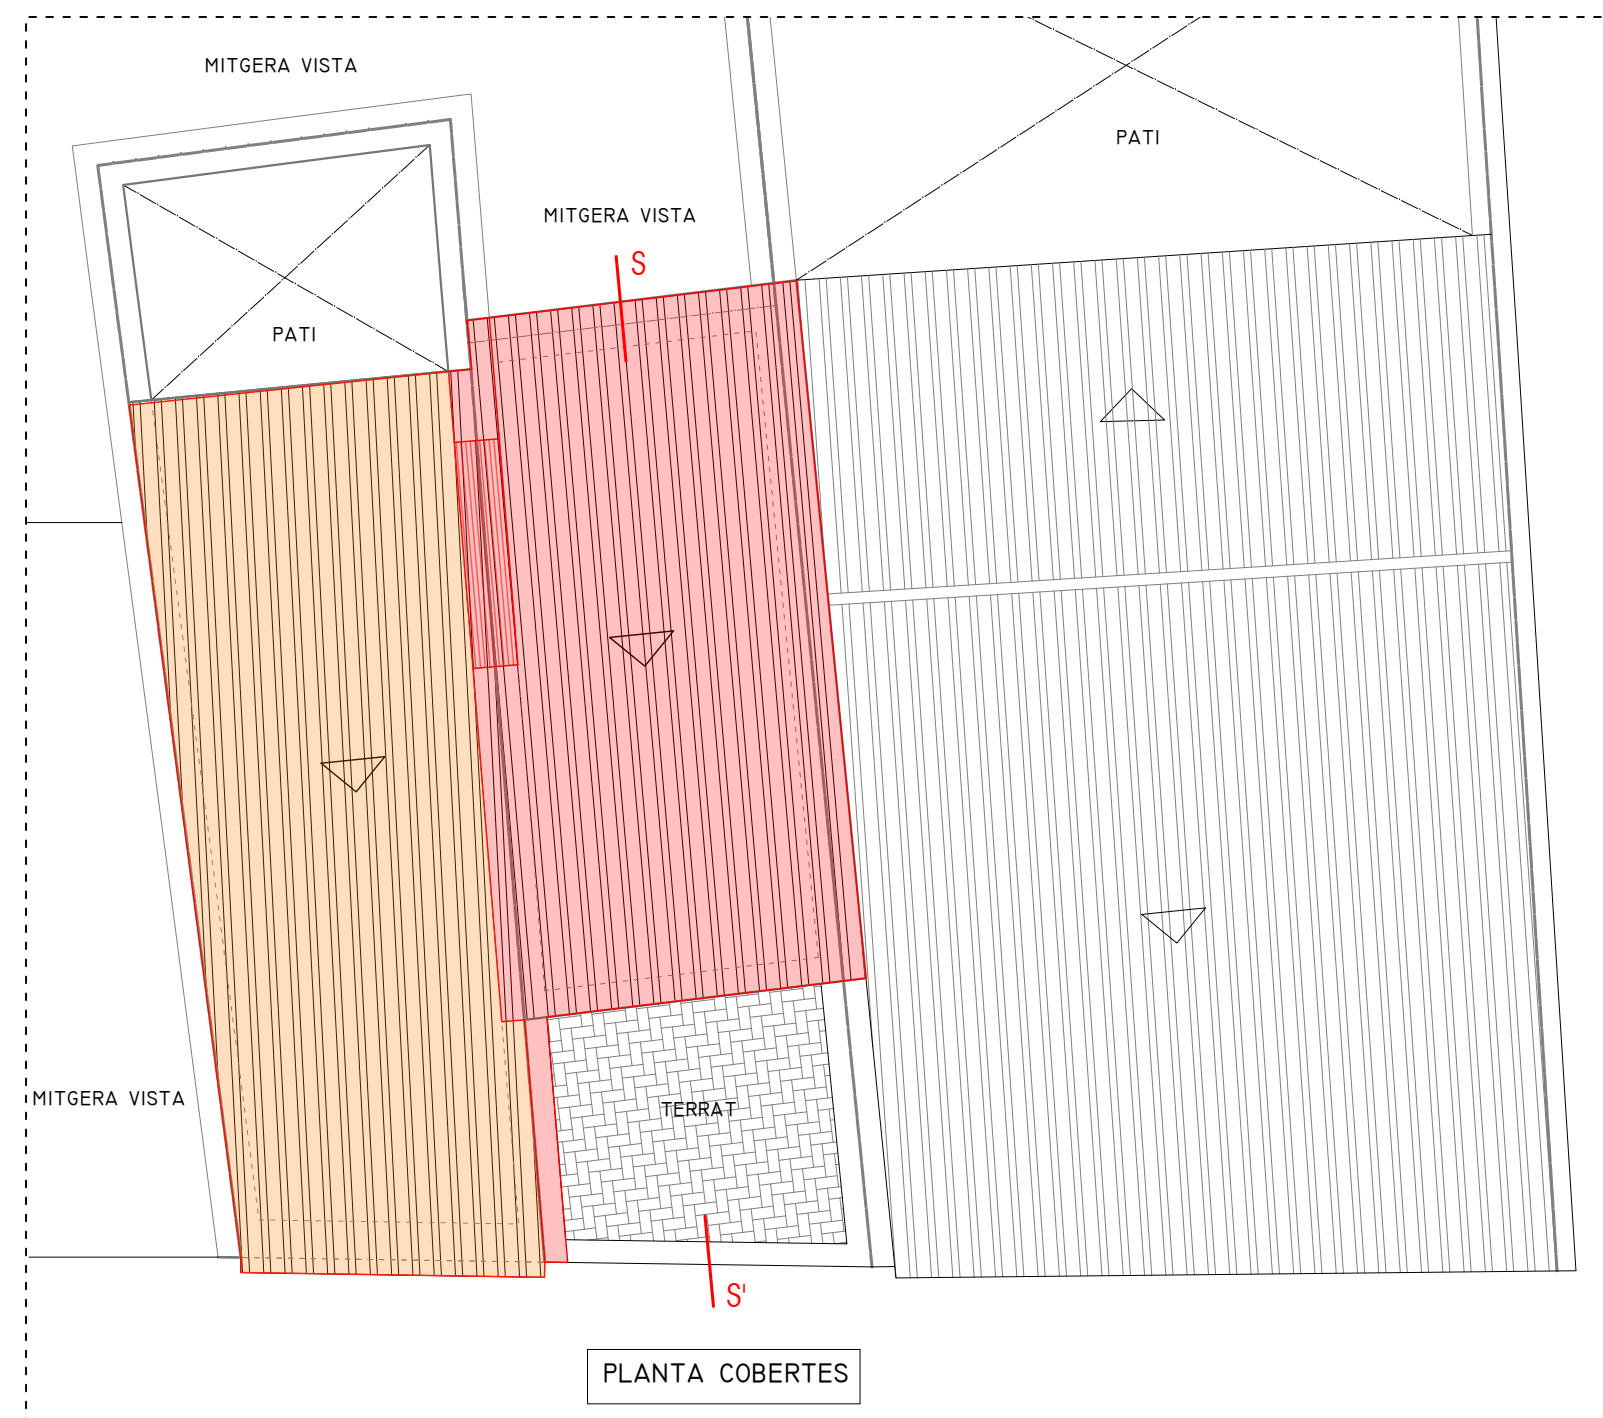 MITGERA VISTA
PATI
MITGERA VISTA
S
PATI
MITGERA VISTA
TERRAT
S'
PLANTA COBERTES